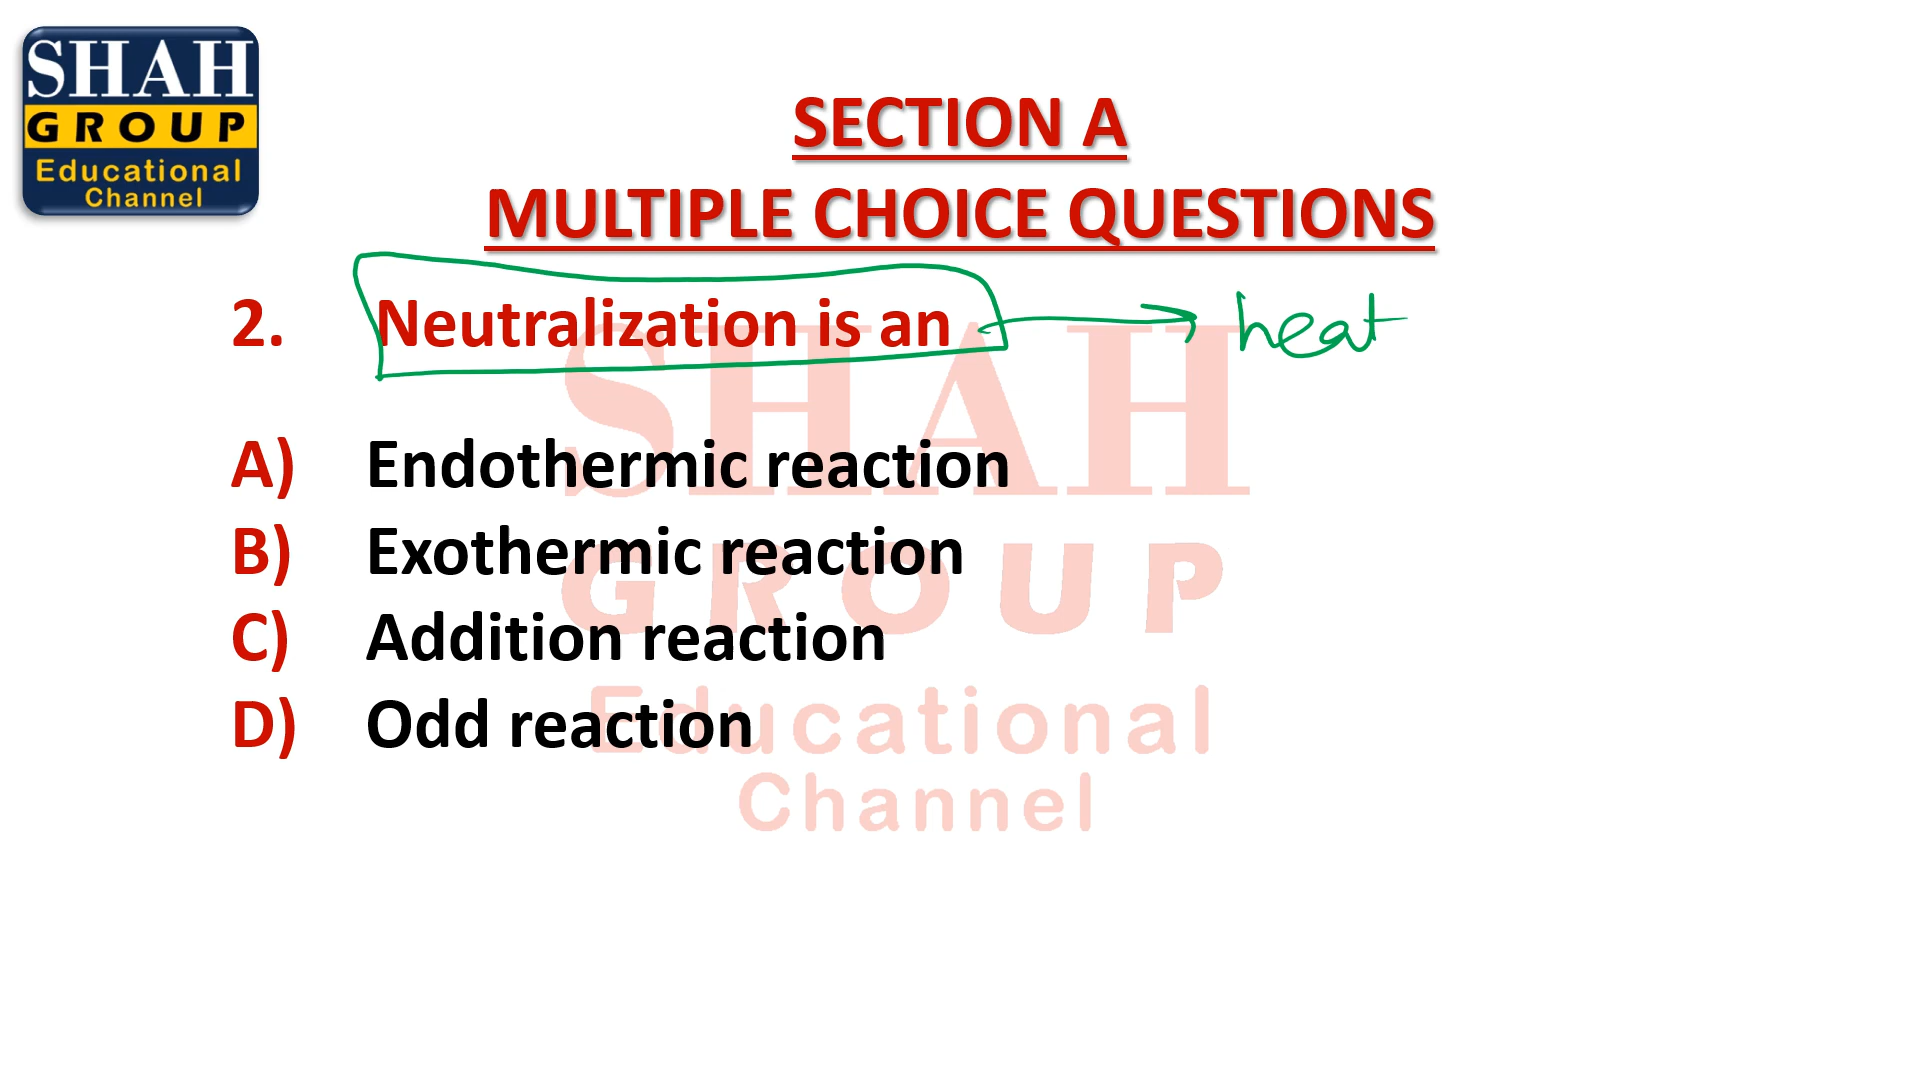 SHAH
GROUP
Educational
Channel
SECTION A
MULTIPLE CHOICE QUESTIONS
2. Neutralization is an heat
A) Endothermic reaction
B) Exothermic reaction
C) Addition reaction
D) Odd reaction
SHAH
GROUP
Educational
Channel